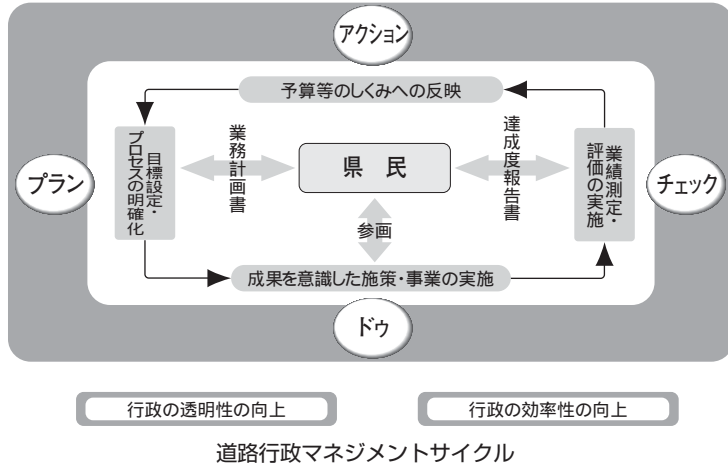 アクション
予算等のしくみへの反映
プラン
目標設定・
プロセスの明確化
業務計画書
県 民
達成度報告書
業績測定・
評価の実施
チェック
参画
成果を意識した施策・事業の実施
ドゥ
行政の透明性の向上
行政の効率性の向上
道路行政マネジメントサイクル